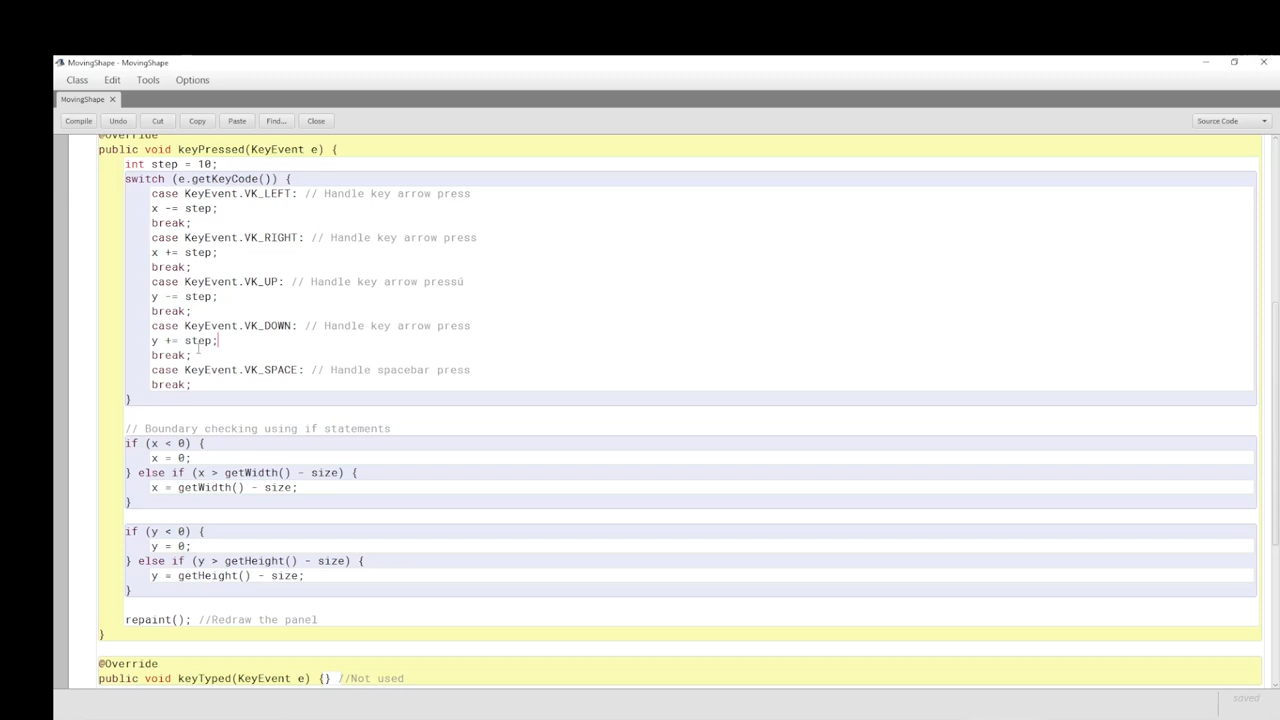 MovingShape - MovingShape
Class Edit Tools Options
MovingShape ×
Compile Undo Cut Copy Paste Find... Close Source Code
@Override
public void keyPressed(KeyEvent e) {
int step = 10;
switch (e.getKeyCode()) {
case KeyEvent.VK_LEFT: // Handle key arrow press
x -= step;
break;
case KeyEvent.VK_RIGHT: // Handle key arrow press
x += step;
break;
case KeyEvent.VK_UP: // Handle key arrow pressú
y -= step;
break;
case KeyEvent.VK_DOWN: // Handle key arrow press
y += step;
break;
case KeyEvent.VK_SPACE: // Handle spacebar press
break;
}
// Boundary checking using if statements
if (x < 0) {
x = 0;
} else if (x > getWidth() - size) {
x = getWidth() - size;
}
if (y < 0) {
y = 0;
} else if (y > getHeight() - size) {
y = getHeight() - size;
}
repaint(); //Redraw the panel
}
@Override
public void keyTyped(KeyEvent e) {} //Not used
saved